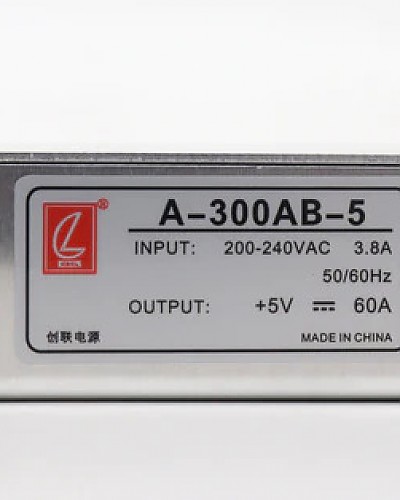 A-300AB-5
INPUT: 200-240VAC 3.8A
50/60Hz
OUTPUT: +5V ⎓ 60A
创联电源 MADE IN CHINA
®